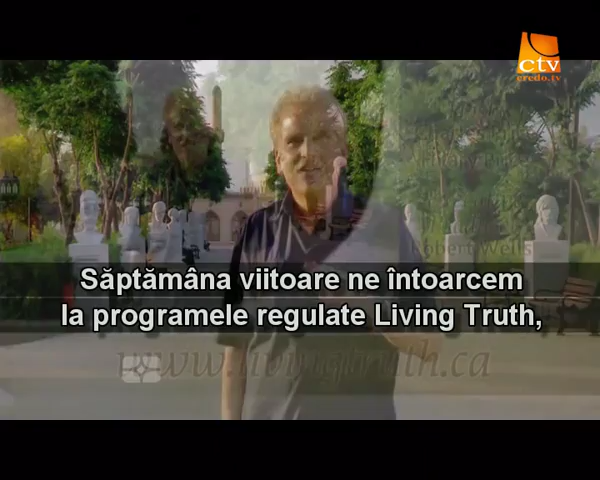 ctv
credo.tv
Robert Wells
Săptămâna viitoare ne întoarcem
la programele regulate Living Truth,
www.livingtruth.ca